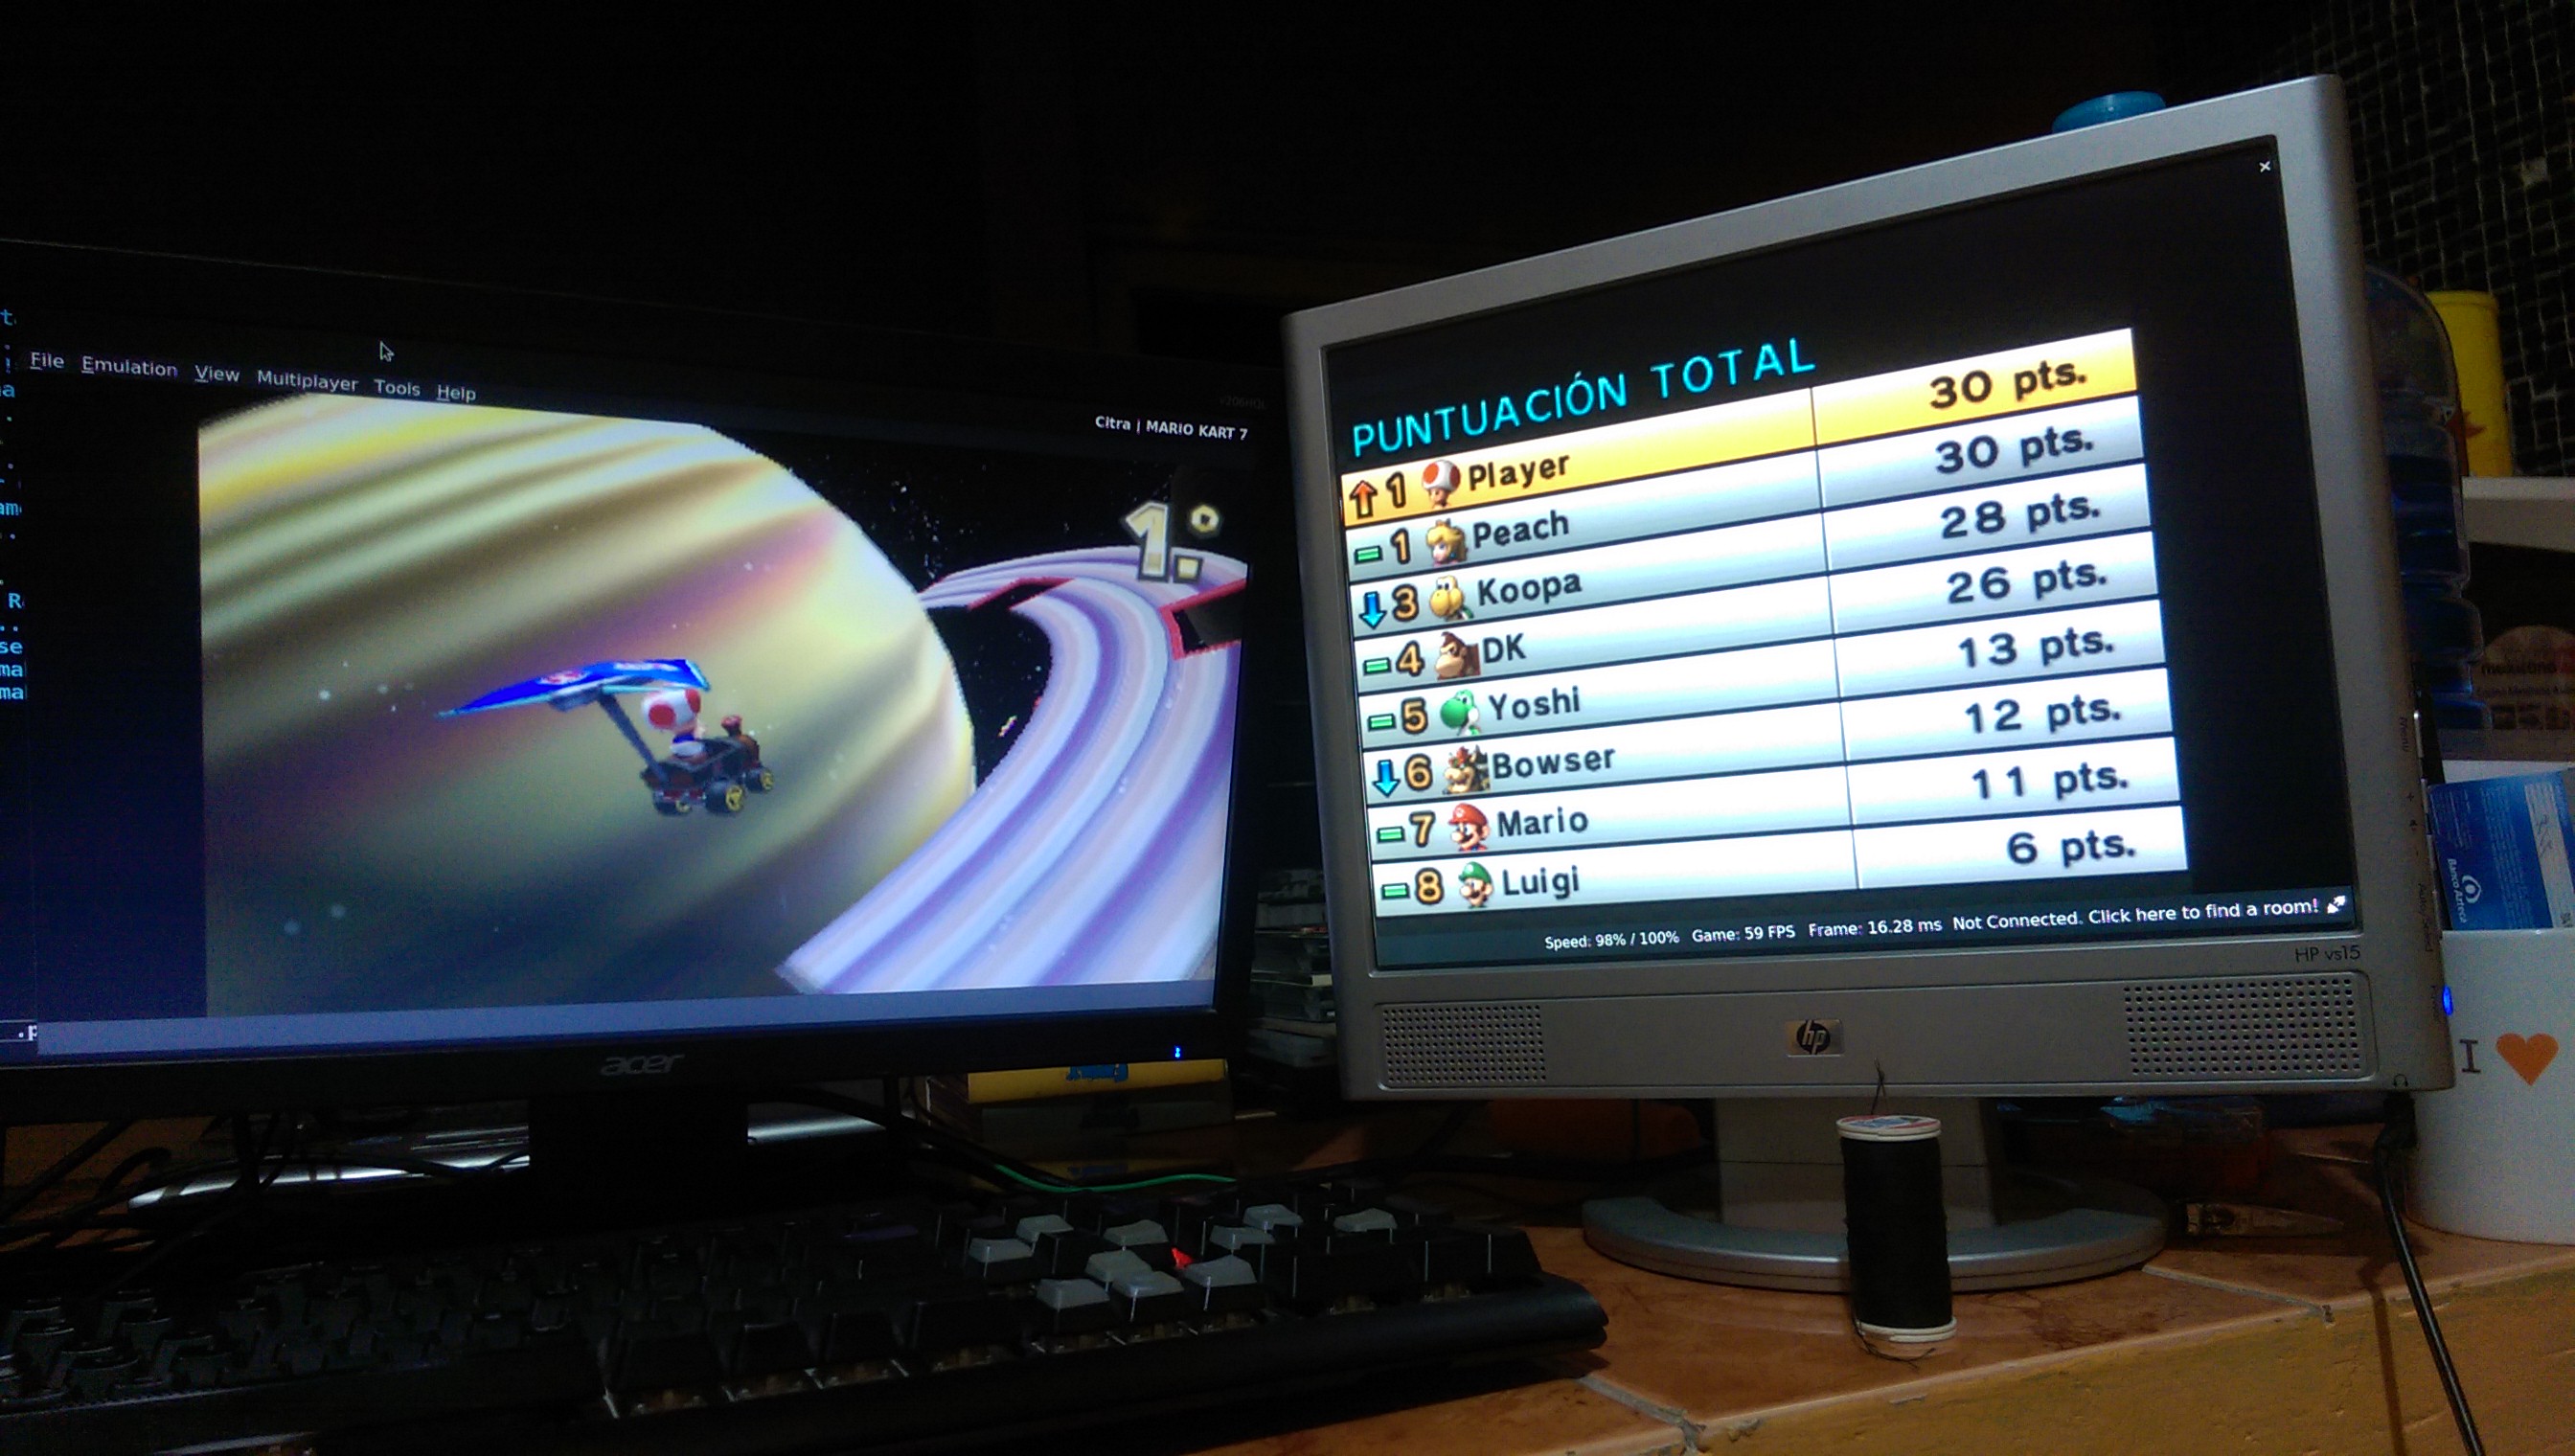 File Emulation View Multiplayer Tools Help
Citra | MARIO KART 7
1.º
acer
×
PUNTUACIÓN TOTAL
1 Player 30 pts.
1 Peach 30 pts.
3 Koopa 28 pts.
4 DK 26 pts.
5 Yoshi 13 pts.
6 Bowser 12 pts.
7 Mario 11 pts.
8 Luigi 6 pts.
Speed: 98% / 100% Game: 59 FPS Frame: 16.28 ms Not Connected. Click here to find a room!
HP vs15
hp
Banco Azteca
I